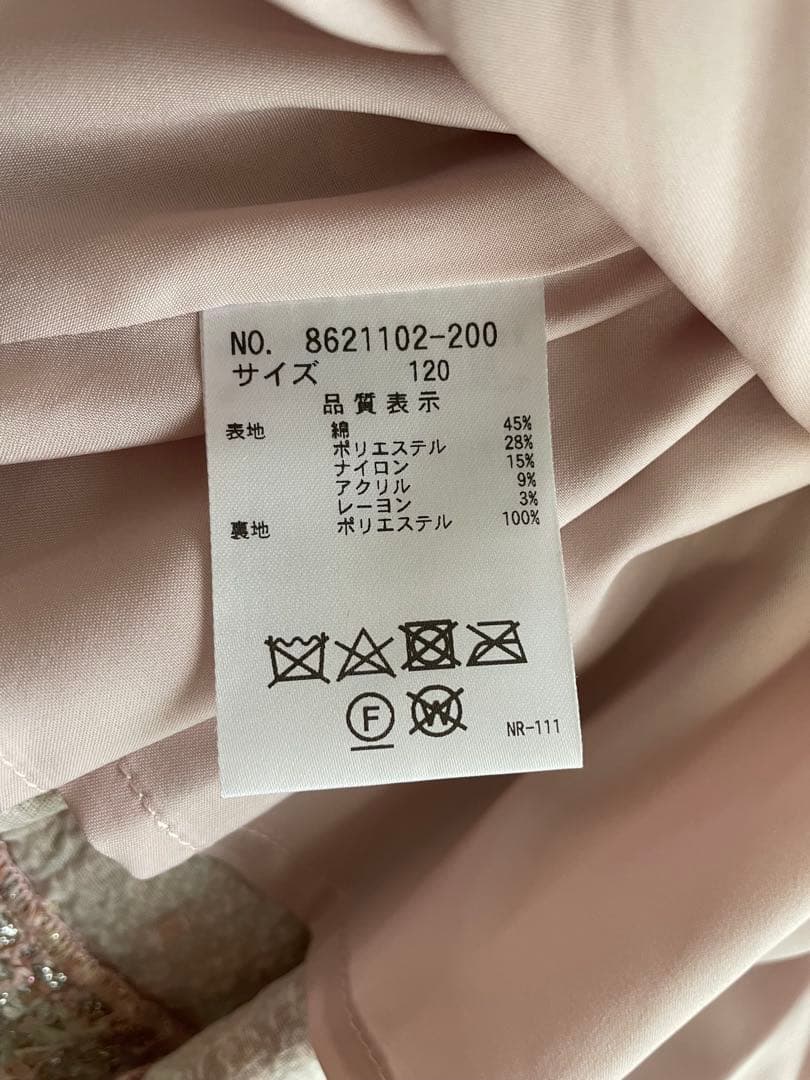 NO. 8621102-200
サイズ 120
品質表示
表地 綿 45%
ポリエステル 28%
ナイロン 15%
アクリル 9%
レーヨン 3%
裏地 ポリエステル 100%
F W
NR-111